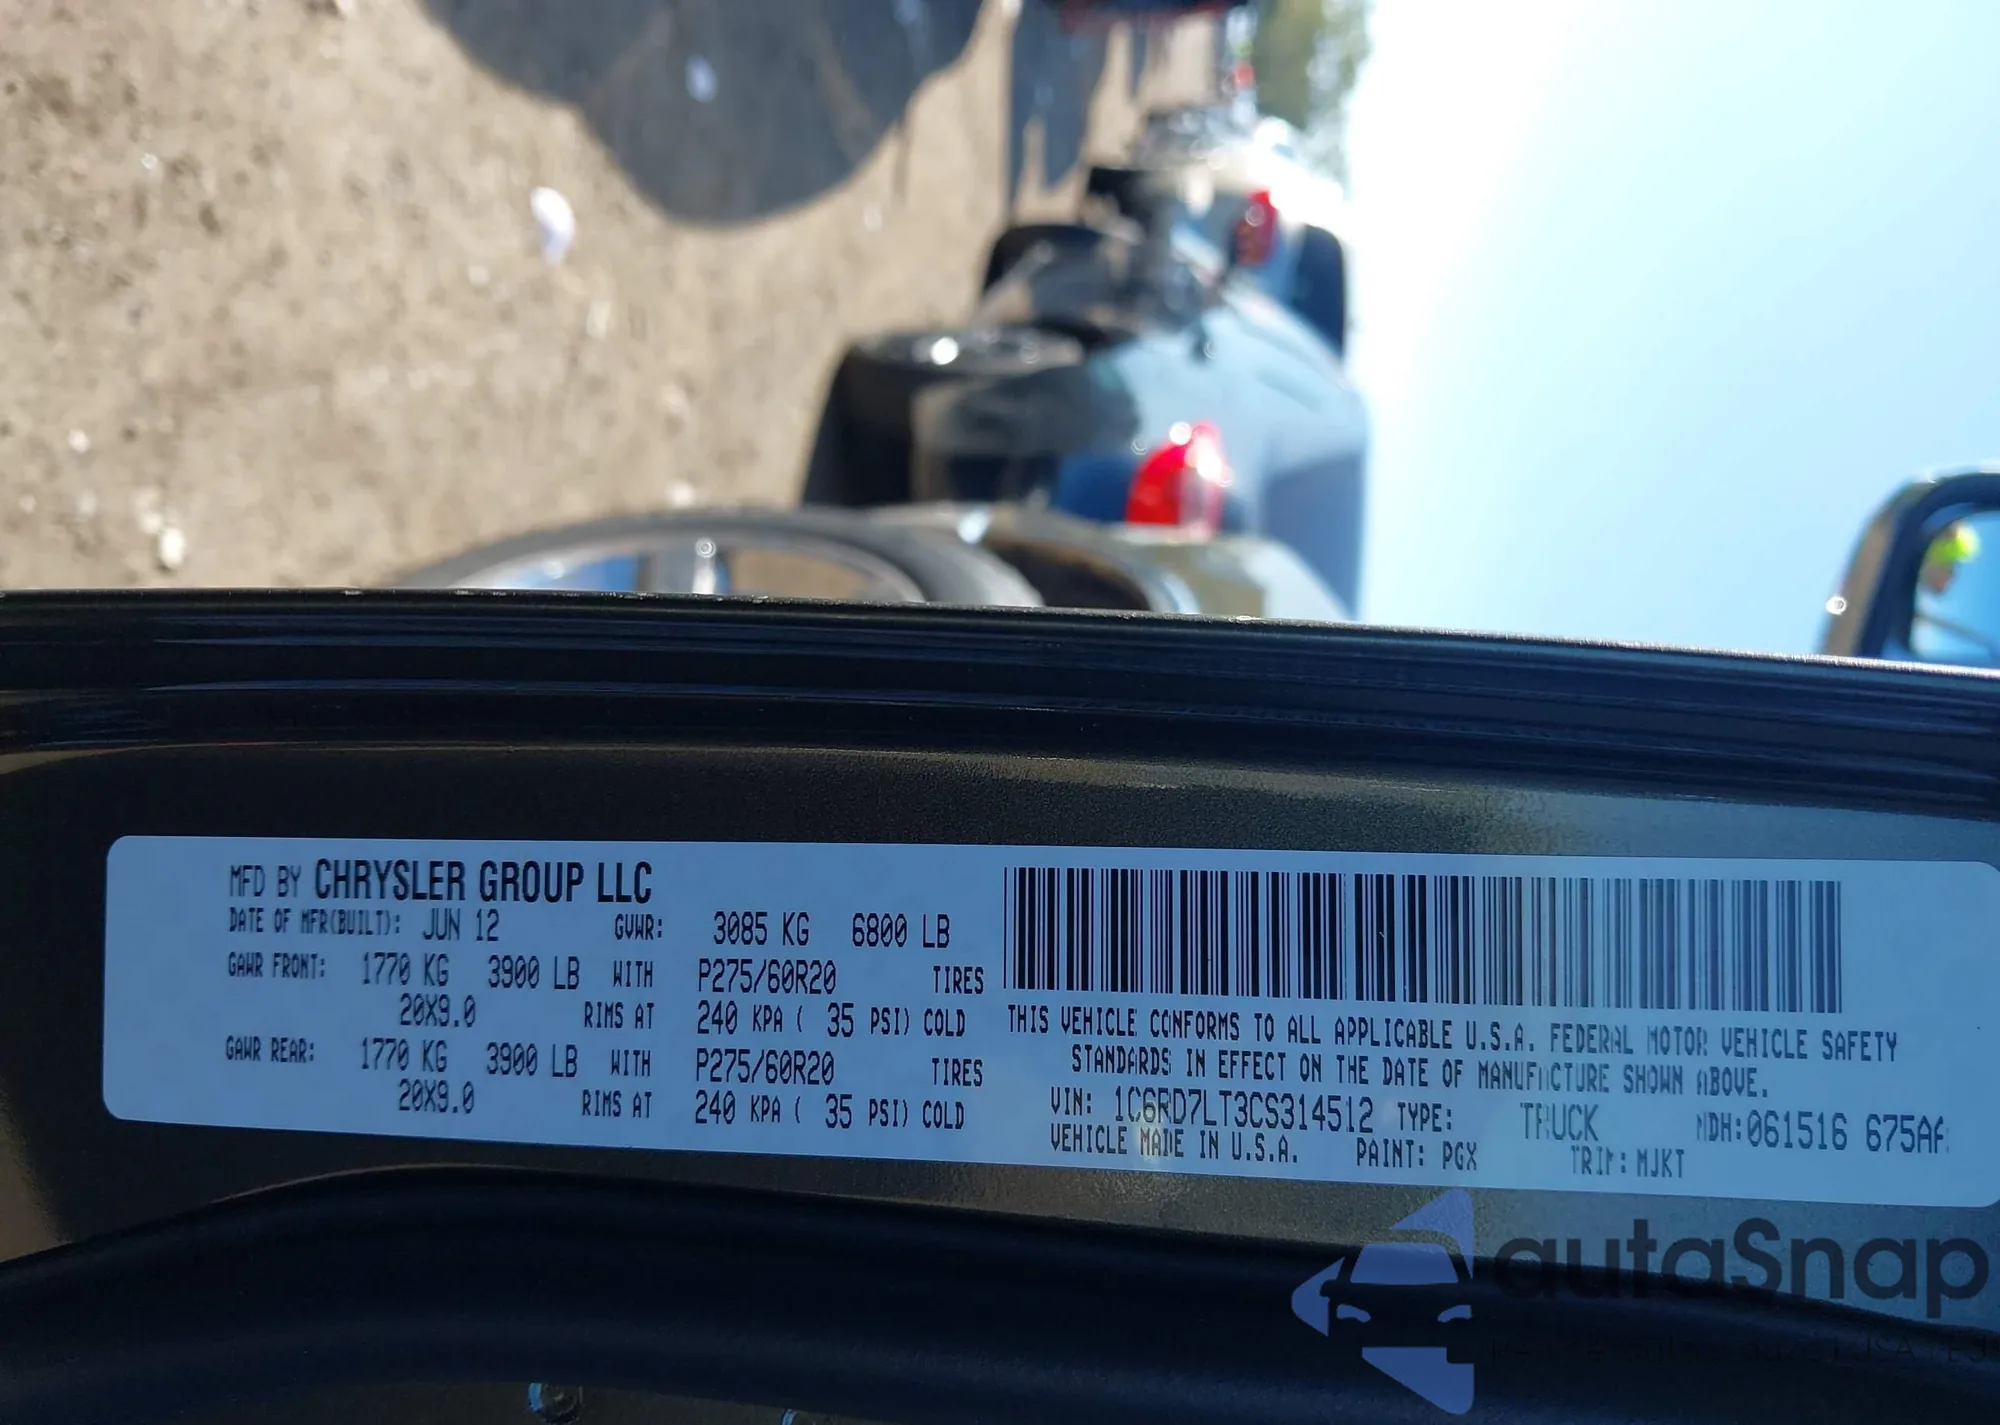 MFD BY CHRYSLER GROUP LLC
DATE OF MFR(BUILT): JUN 12 GVWR: 3085 KG 6800 LB
GAWR FRONT: 1770 KG 3900 LB WITH P275/60R20 TIRES
20X9.0 RIMS AT 240 KPA ( 35 PSI) COLD
GAWR REAR: 1770 KG 3900 LB WITH P275/60R20 TIRES
20X9.0 RIMS AT 240 KPA ( 35 PSI) COLD
THIS VEHICLE CONFORMS TO ALL APPLICABLE U.S.A. FEDERAL MOTOR VEHICLE SAFETY
STANDARDS IN EFFECT ON THE DATE OF MANUFACTURE SHOWN ABOVE.
VIN: 1C6RD7LT3CS314512 TYPE: TRUCK MDH:061516 675AA
VEHICLE MADE IN U.S.A. PAINT: PGX TRIM: MJKT
autaSnap